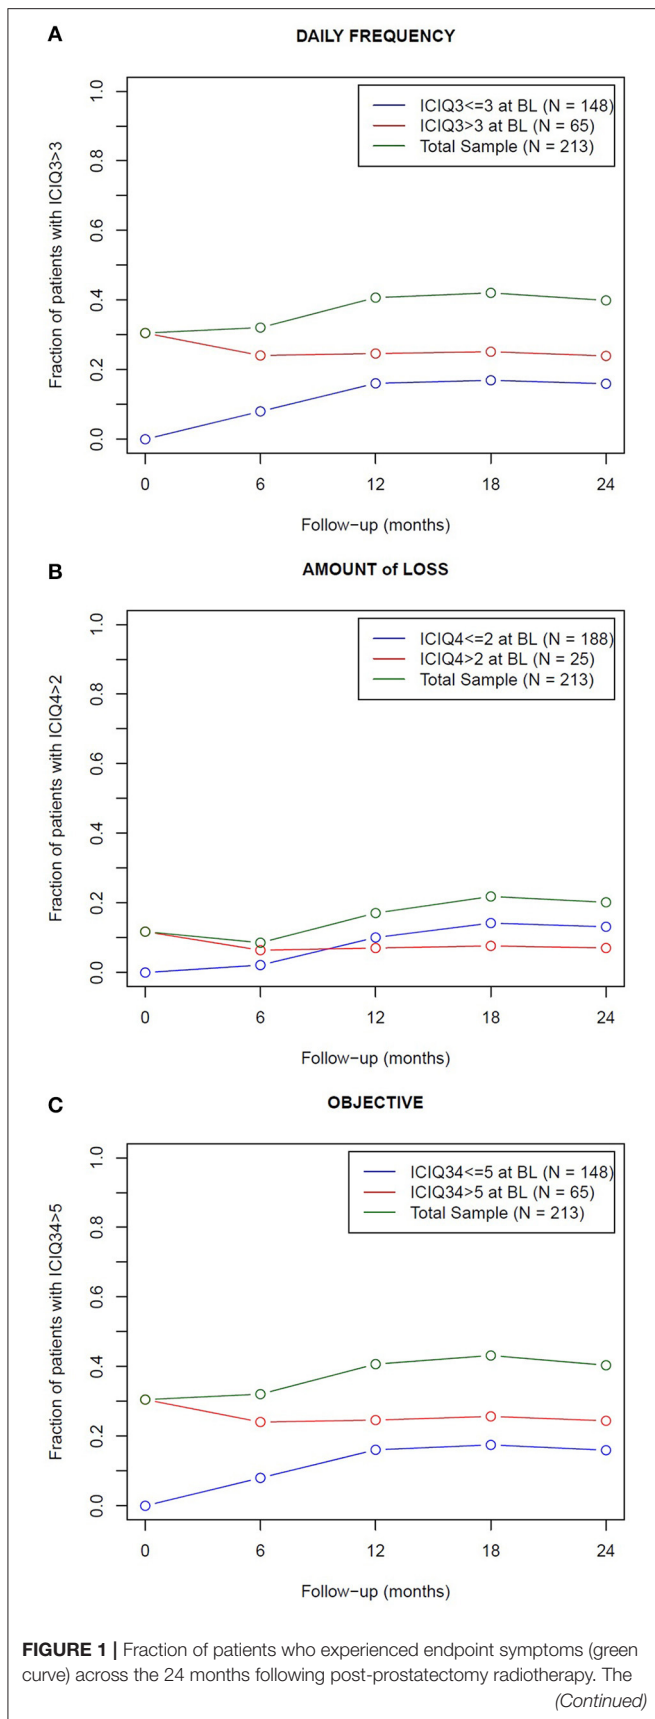 A
DAILY FREQUENCY
Fraction of patients with ICIQ3>3
1.0
0.8
0.6
0.4
0.2
0.0
ICIQ3<=3 at BL (N = 148)
ICIQ3>3 at BL (N = 65)
Total Sample (N = 213)
0 6 12 18 24
Follow−up (months)
B
AMOUNT of LOSS
Fraction of patients with ICIQ4>2
1.0
0.8
0.6
0.4
0.2
0.0
ICIQ4<=2 at BL (N = 188)
ICIQ4>2 at BL (N = 25)
Total Sample (N = 213)
0 6 12 18 24
Follow−up (months)
C
OBJECTIVE
Fraction of patients with ICIQ34>5
1.0
0.8
0.6
0.4
0.2
0.0
ICIQ34<=5 at BL (N = 148)
ICIQ34>5 at BL (N = 65)
Total Sample (N = 213)
0 6 12 18 24
Follow−up (months)
FIGURE 1 | Fraction of patients who experienced endpoint symptoms (green
curve) across the 24 months following post-prostatectomy radiotherapy. The
(Continued)